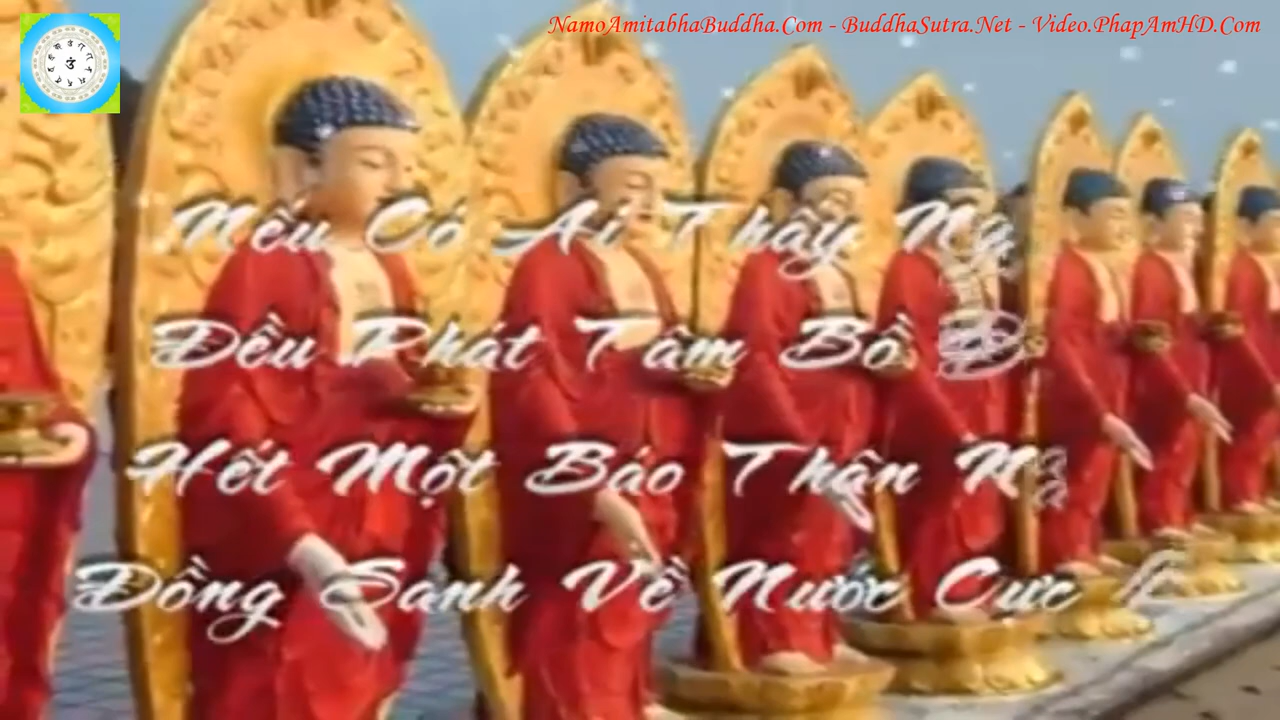 NamoAmitabhaBuddha.Com - BuddhaSutra.Net - Video.PhapAmHD.Com
Nếu Có Ai Thấy
Đều Phát Tâm Bồ
Hết Một Báo Thân
Đồng Sanh Về Nước Cực